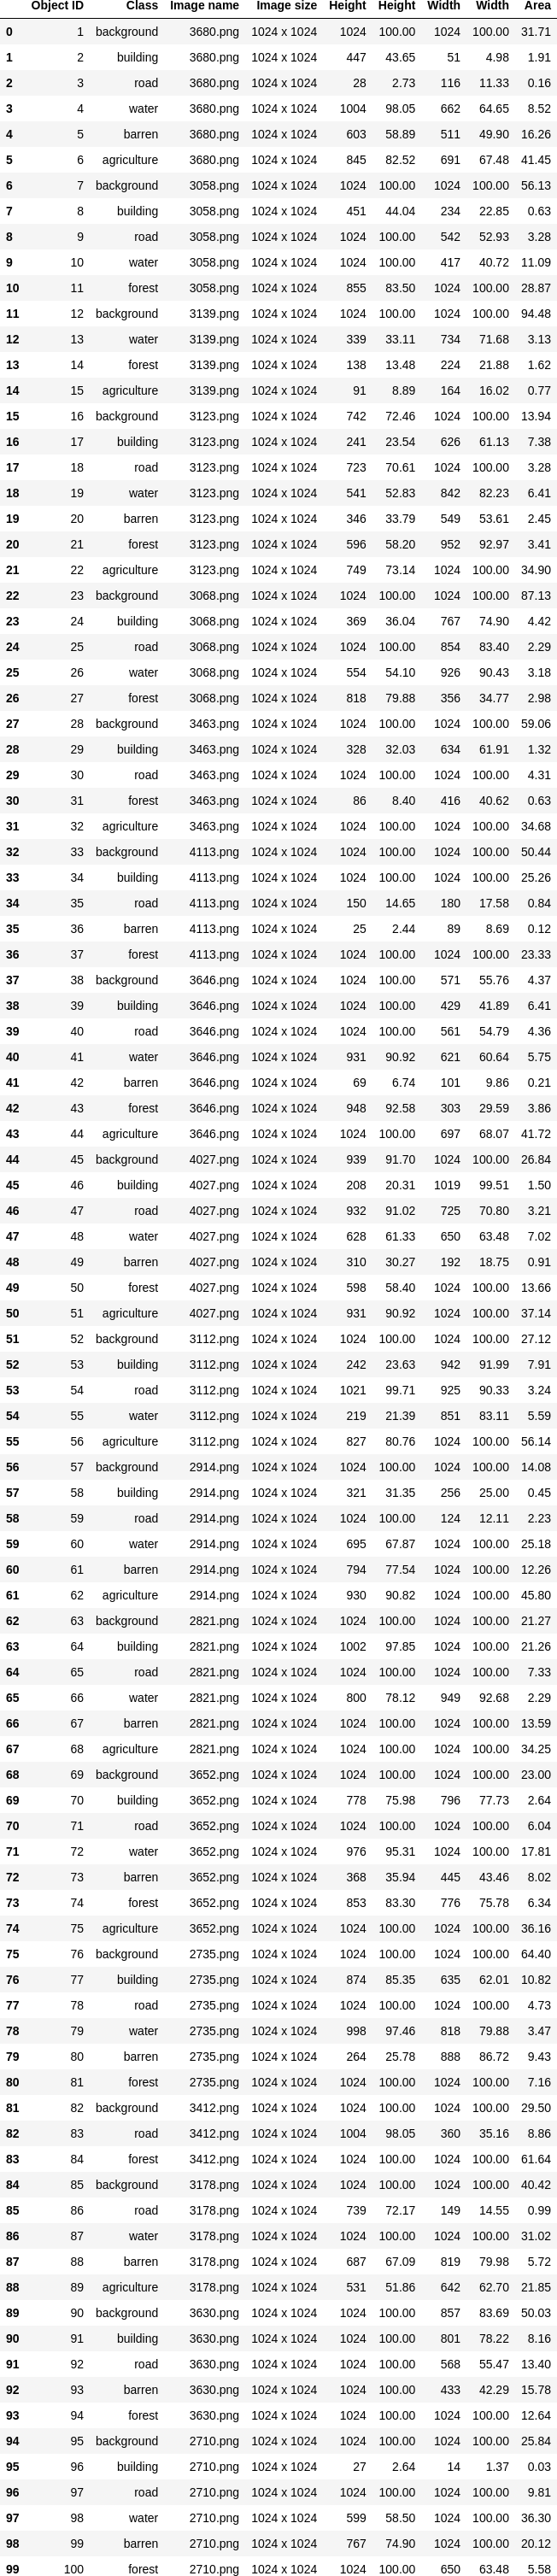 Object ID Class Image name Image size Height Height Width Width Area
0 1 background 3680.png 1024 x 1024 1024 100.00 1024 100.00 31.71
1 2 building 3680.png 1024 x 1024 447 43.65 51 4.98 1.91
2 3 road 3680.png 1024 x 1024 28 2.73 116 11.33 0.16
3 4 water 3680.png 1024 x 1024 1004 98.05 662 64.65 8.52
4 5 barren 3680.png 1024 x 1024 603 58.89 511 49.90 16.26
5 6 agriculture 3680.png 1024 x 1024 845 82.52 691 67.48 41.45
6 7 background 3058.png 1024 x 1024 1024 100.00 1024 100.00 56.13
7 8 building 3058.png 1024 x 1024 451 44.04 234 22.85 0.63
8 9 road 3058.png 1024 x 1024 1024 100.00 542 52.93 3.28
9 10 water 3058.png 1024 x 1024 1024 100.00 417 40.72 11.09
10 11 forest 3058.png 1024 x 1024 855 83.50 1024 100.00 28.87
11 12 background 3139.png 1024 x 1024 1024 100.00 1024 100.00 94.48
12 13 water 3139.png 1024 x 1024 339 33.11 734 71.68 3.13
13 14 forest 3139.png 1024 x 1024 138 13.48 224 21.88 1.62
14 15 agriculture 3139.png 1024 x 1024 91 8.89 164 16.02 0.77
15 16 background 3123.png 1024 x 1024 742 72.46 1024 100.00 13.94
16 17 building 3123.png 1024 x 1024 241 23.54 626 61.13 7.38
17 18 road 3123.png 1024 x 1024 723 70.61 1024 100.00 3.28
18 19 water 3123.png 1024 x 1024 541 52.83 842 82.23 6.41
19 20 barren 3123.png 1024 x 1024 346 33.79 549 53.61 2.45
20 21 forest 3123.png 1024 x 1024 596 58.20 952 92.97 3.41
21 22 agriculture 3123.png 1024 x 1024 749 73.14 1024 100.00 34.90
22 23 background 3068.png 1024 x 1024 1024 100.00 1024 100.00 87.13
23 24 building 3068.png 1024 x 1024 369 36.04 767 74.90 4.42
24 25 road 3068.png 1024 x 1024 1024 100.00 854 83.40 2.29
25 26 water 3068.png 1024 x 1024 554 54.10 926 90.43 3.18
26 27 forest 3068.png 1024 x 1024 818 79.88 356 34.77 2.98
27 28 background 3463.png 1024 x 1024 1024 100.00 1024 100.00 59.06
28 29 building 3463.png 1024 x 1024 328 32.03 634 61.91 1.32
29 30 road 3463.png 1024 x 1024 1024 100.00 1024 100.00 4.31
30 31 forest 3463.png 1024 x 1024 86 8.40 416 40.62 0.63
31 32 agriculture 3463.png 1024 x 1024 1024 100.00 1024 100.00 34.68
32 33 background 4113.png 1024 x 1024 1024 100.00 1024 100.00 50.44
33 34 building 4113.png 1024 x 1024 1024 100.00 1024 100.00 25.26
34 35 road 4113.png 1024 x 1024 150 14.65 180 17.58 0.84
35 36 barren 4113.png 1024 x 1024 25 2.44 89 8.69 0.12
36 37 forest 4113.png 1024 x 1024 1024 100.00 1024 100.00 23.33
37 38 background 3646.png 1024 x 1024 1024 100.00 571 55.76 4.37
38 39 building 3646.png 1024 x 1024 1024 100.00 429 41.89 6.41
39 40 road 3646.png 1024 x 1024 1024 100.00 561 54.79 4.36
40 41 water 3646.png 1024 x 1024 931 90.92 621 60.64 5.75
41 42 barren 3646.png 1024 x 1024 69 6.74 101 9.86 0.21
42 43 forest 3646.png 1024 x 1024 948 92.58 303 29.59 3.86
43 44 agriculture 3646.png 1024 x 1024 1024 100.00 697 68.07 41.72
44 45 background 4027.png 1024 x 1024 939 91.70 1024 100.00 26.84
45 46 building 4027.png 1024 x 1024 208 20.31 1019 99.51 1.50
46 47 road 4027.png 1024 x 1024 932 91.02 725 70.80 3.21
47 48 water 4027.png 1024 x 1024 628 61.33 650 63.48 7.02
48 49 barren 4027.png 1024 x 1024 310 30.27 192 18.75 0.91
49 50 forest 4027.png 1024 x 1024 598 58.40 1024 100.00 13.66
50 51 agriculture 4027.png 1024 x 1024 931 90.92 1024 100.00 37.14
51 52 background 3112.png 1024 x 1024 1024 100.00 1024 100.00 27.12
52 53 building 3112.png 1024 x 1024 242 23.63 942 91.99 7.91
53 54 road 3112.png 1024 x 1024 1021 99.71 925 90.33 3.24
54 55 water 3112.png 1024 x 1024 219 21.39 851 83.11 5.59
55 56 agriculture 3112.png 1024 x 1024 827 80.76 1024 100.00 56.14
56 57 background 2914.png 1024 x 1024 1024 100.00 1024 100.00 14.08
57 58 building 2914.png 1024 x 1024 321 31.35 256 25.00 0.45
58 59 road 2914.png 1024 x 1024 1024 100.00 124 12.11 2.23
59 60 water 2914.png 1024 x 1024 695 67.87 1024 100.00 25.18
60 61 barren 2914.png 1024 x 1024 794 77.54 1024 100.00 12.26
61 62 agriculture 2914.png 1024 x 1024 930 90.82 1024 100.00 45.80
62 63 background 2821.png 1024 x 1024 1024 100.00 1024 100.00 21.27
63 64 building 2821.png 1024 x 1024 1002 97.85 1024 100.00 21.26
64 65 road 2821.png 1024 x 1024 1024 100.00 1024 100.00 7.33
65 66 water 2821.png 1024 x 1024 800 78.12 949 92.68 2.29
66 67 barren 2821.png 1024 x 1024 1024 100.00 1024 100.00 13.59
67 68 agriculture 2821.png 1024 x 1024 1024 100.00 1024 100.00 34.25
68 69 background 3652.png 1024 x 1024 1024 100.00 1024 100.00 23.00
69 70 building 3652.png 1024 x 1024 778 75.98 796 77.73 2.64
70 71 road 3652.png 1024 x 1024 1024 100.00 1024 100.00 6.04
71 72 water 3652.png 1024 x 1024 976 95.31 1024 100.00 17.81
72 73 barren 3652.png 1024 x 1024 368 35.94 445 43.46 8.02
73 74 forest 3652.png 1024 x 1024 853 83.30 776 75.78 6.34
74 75 agriculture 3652.png 1024 x 1024 1024 100.00 1024 100.00 36.16
75 76 background 2735.png 1024 x 1024 1024 100.00 1024 100.00 64.40
76 77 building 2735.png 1024 x 1024 874 85.35 635 62.01 10.82
77 78 road 2735.png 1024 x 1024 1024 100.00 1024 100.00 4.73
78 79 water 2735.png 1024 x 1024 998 97.46 818 79.88 3.47
79 80 barren 2735.png 1024 x 1024 264 25.78 888 86.72 9.43
80 81 forest 2735.png 1024 x 1024 1024 100.00 1024 100.00 7.16
81 82 background 3412.png 1024 x 1024 1024 100.00 1024 100.00 29.50
82 83 road 3412.png 1024 x 1024 1004 98.05 360 35.16 8.86
83 84 forest 3412.png 1024 x 1024 1024 100.00 1024 100.00 61.64
84 85 background 3178.png 1024 x 1024 1024 100.00 1024 100.00 40.42
85 86 road 3178.png 1024 x 1024 739 72.17 149 14.55 0.99
86 87 water 3178.png 1024 x 1024 1024 100.00 1024 100.00 31.02
87 88 barren 3178.png 1024 x 1024 687 67.09 819 79.98 5.72
88 89 agriculture 3178.png 1024 x 1024 531 51.86 642 62.70 21.85
89 90 background 3630.png 1024 x 1024 1024 100.00 857 83.69 50.03
90 91 building 3630.png 1024 x 1024 1024 100.00 801 78.22 8.16
91 92 road 3630.png 1024 x 1024 1024 100.00 568 55.47 13.40
92 93 barren 3630.png 1024 x 1024 1024 100.00 433 42.29 15.78
93 94 forest 3630.png 1024 x 1024 1024 100.00 1024 100.00 12.64
94 95 background 2710.png 1024 x 1024 1024 100.00 1024 100.00 25.84
95 96 building 2710.png 1024 x 1024 27 2.64 14 1.37 0.03
96 97 road 2710.png 1024 x 1024 1024 100.00 1024 100.00 9.81
97 98 water 2710.png 1024 x 1024 599 58.50 1024 100.00 36.30
98 99 barren 2710.png 1024 x 1024 767 74.90 1024 100.00 20.12
99 100 forest 2710.png 1024 x 1024 1024 100.00 650 63.48 5.58